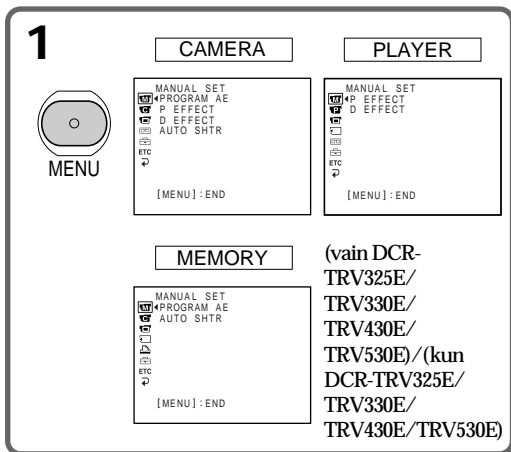 1
CAMERA
PLAYER
MENU
MANUAL SET
PROGRAM AE
P EFFECT
D EFFECT
AUTO SHTR
ETC
[MENU] : END
MANUAL SET
P EFFECT
D EFFECT
ETC
[MENU] : END
MEMORY
MANUAL SET
PROGRAM AE
AUTO SHTR
ETC
[MENU] : END
(vain DCR-
TRV325E/
TRV330E/
TRV430E/
TRV530E)/(kun
DCR-TRV325E/
TRV330E/
TRV430E/TRV530E)